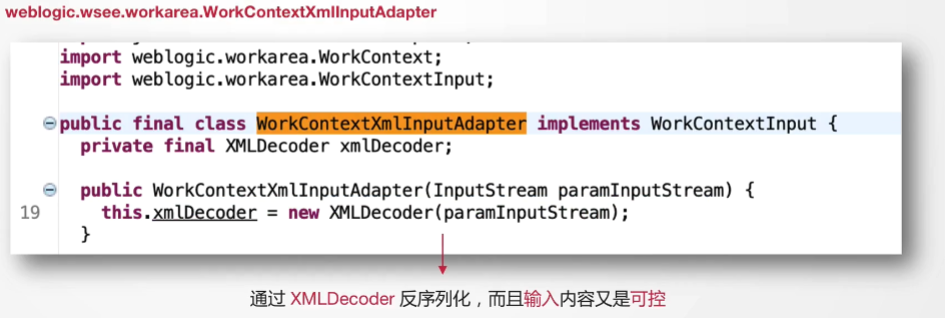 weblogic.wsee.workarea.WorkContextXmlInputAdapter
import weblogic.workarea.WorkContext;
import weblogic.workarea.WorkContextInput;
public final class WorkContextXmlInputAdapter implements WorkContextInput {
private final XMLDecoder xmlDecoder;
public WorkContextXmlInputAdapter(InputStream paramInputStream) {
19 this.xmlDecoder = new XMLDecoder(paramInputStream);
}
通过 XMLDecoder 反序列化，而且输入内容又是可控